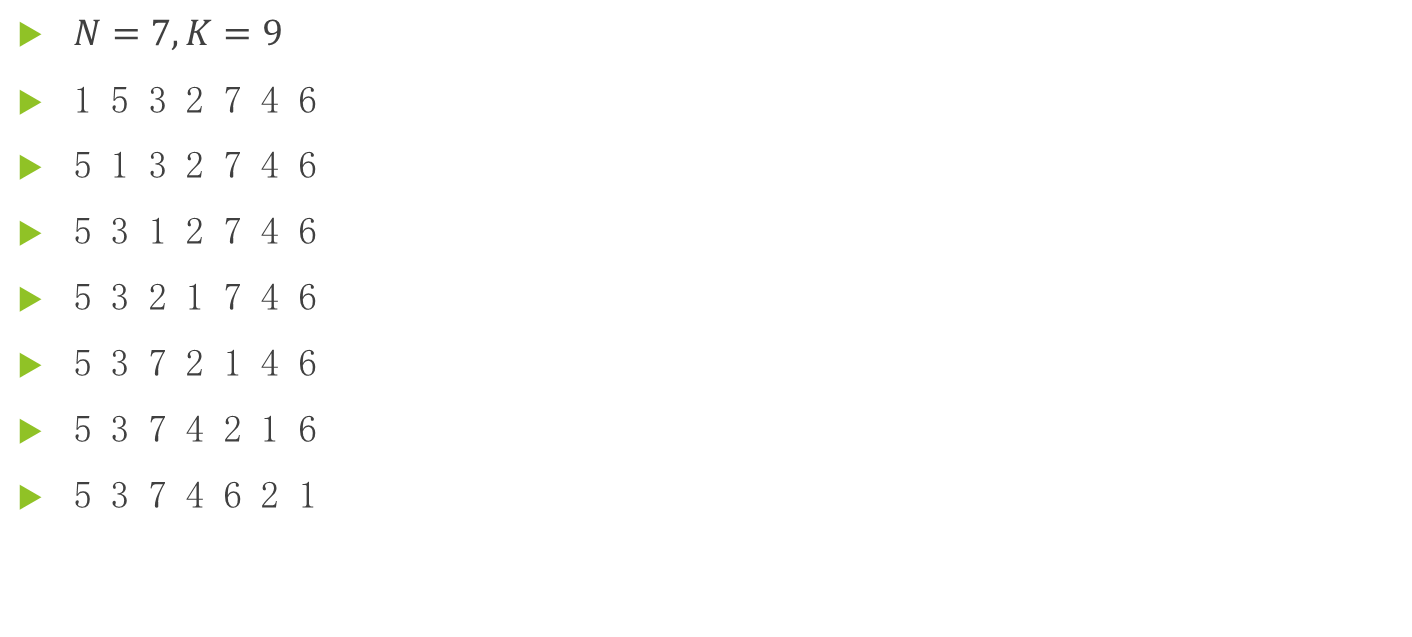 N = 7, K = 9
1 5 3 2 7 4 6
5 1 3 2 7 4 6
5 3 1 2 7 4 6
5 3 2 1 7 4 6
5 3 7 2 1 4 6
5 3 7 4 2 1 6
5 3 7 4 6 2 1